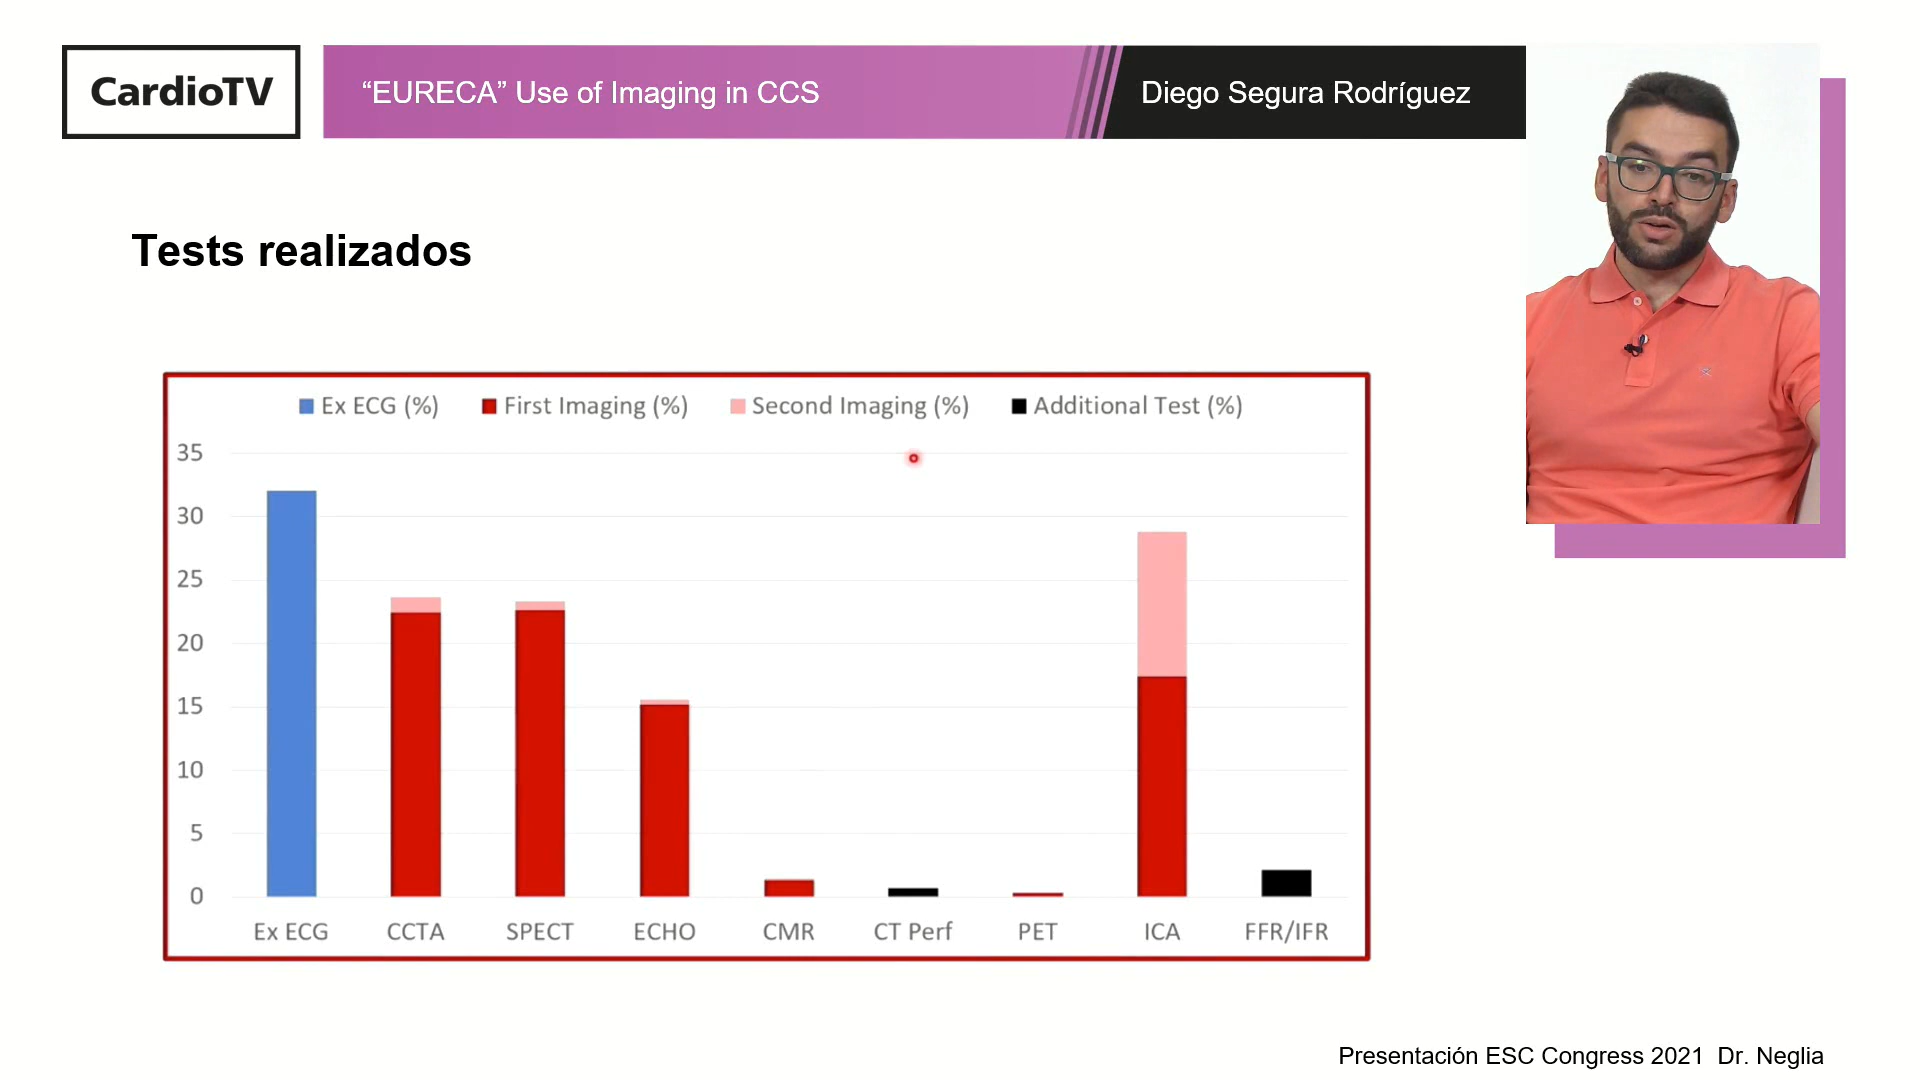 CardioTV
“EURECA” Use of Imaging in CCS
Diego Segura Rodríguez
Tests realizados
Ex ECG (%) First Imaging (%) Second Imaging (%) Additional Test (%)
35
30
25
20
15
10
5
0
Ex ECG CCTA SPECT ECHO CMR CT Perf PET ICA FFR/IFR
Presentación ESC Congress 2021 Dr. Neglia